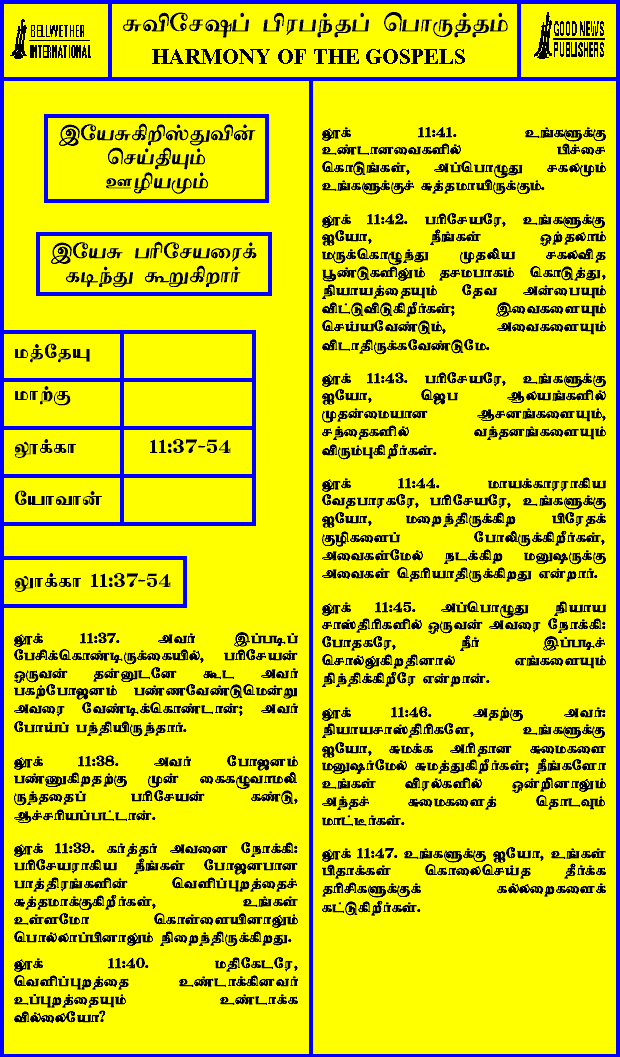 BELLWETHER
INTERNATIONAL
சுவிசேஷப் பிரபந்தப் பொருத்தம்
HARMONY OF THE GOSPELS
GOOD NEWS
PUBLISHERS
இயேசுகிறிஸ்துவின்
செய்தியும்
ஊழியமும்
இயேசு பரிசேயரைக்
கடிந்து கூறுகிறார்
மத்தேயு
மாற்கு
லூக்கா 11:37-54
யோவான்
லூக்கா 11:37-54
லூக் 11:37. அவர் இப்படிப்
பேசிக்கொண்டிருக்கையில், பரிசேயன்
ஒருவன் தன்னுடனே கூட அவர்
பகற்போஜனம் பண்ணவேண்டுமென்று
அவரை வேண்டிக்கொண்டான்; அவர்
போய்ப் பந்தியிருந்தார்.
லூக் 11:38. அவர் போஜனம்
பண்ணுகிறதற்கு முன் கைகழுவாமலி
ருந்ததைப் பரிசேயன் கண்டு,
ஆச்சரியப்பட்டான்.
லூக் 11:39. கர்த்தர் அவனை நோக்கி:
பரிசேயராகிய நீங்கள் போஜனபான
பாத்திரங்களின் வெளிப்புறத்தைச்
சுத்தமாக்குகிறீர்கள், உங்கள்
உள்ளமோ கொள்ளையினாலும்
பொல்லாப்பினாலும் நிறைந்திருக்கிறது.
லூக் 11:40. மதிகேடரே,
வெளிப்புறத்தை உண்டாக்கினவர்
உப்புறத்தையும் உண்டாக்க
வில்லையோ?
லூக் 11:41. உங்களுக்கு
உண்டானவைகளில் பிச்சை
கொடுங்கள், அப்பொழுது சகலமும்
உங்களுக்குச் சுத்தமாயிருக்கும்.
லூக் 11:42. பரிசேயரே, உங்களுக்கு
ஐயோ, நீங்கள் ஒற்தலாம்
மருக்கொழுந்து முதலிய சகலவித
பூண்டுகளிலும் தசமபாகம் கொடுத்து,
நியாயத்தையும் தேவ அன்பையும்
விட்டுவிடுகிறீர்கள்; இவைகளையும்
செய்யவேண்டும், அவைகளையும்
விடாதிருக்கவேண்டுமே.
லூக் 11:43. பரிசேயரே, உங்களுக்கு
ஐயோ, ஜெப ஆலயங்களில்
முதன்மையான ஆசனங்களையும்,
சந்தைகளில் வந்தனங்களையும்
விரும்புகிறீர்கள்.
லூக் 11:44. மாயக்காரராகிய
வேதபாரகரே, பரிசேயரே, உங்களுக்கு
ஐயோ, மறைந்திருக்கிற பிரேதக்
குழிகளைப் போலிருக்கிறீர்கள்,
அவைகள்மேல் நடக்கிற மனுஷருக்கு
அவைகள் தெரியாதிருக்கிறது என்றார்.
லூக் 11:45. அப்பொழுது நியாய
சாஸ்திரிகளில் ஒருவன் அவரை நோக்கி:
போதகரே, நீர் இப்படிச்
சொல்லுகிறதினால் எங்களையும்
நிந்திக்கிறீரே என்றான்.
லூக் 11:46. அதற்கு அவர்:
நியாயசாஸ்திரிகளே, உங்களுக்கு
ஐயோ, சுமக்க அரிதான சுமைகளை
மனுஷர்மேல் சுமத்துகிறீர்கள்; நீங்களோ
உங்கள் விரல்களில் ஒன்றினாலும்
அந்தச் சுமைகளைத் தொடவும்
மாட்டீர்கள்.
லூக் 11:47. உங்களுக்கு ஐயோ, உங்கள்
பிதாக்கள் கொலைசெய்த தீர்க்க
தரிசிகளுக்குக் கல்லறைகளைக்
கட்டுகிறீர்கள்.